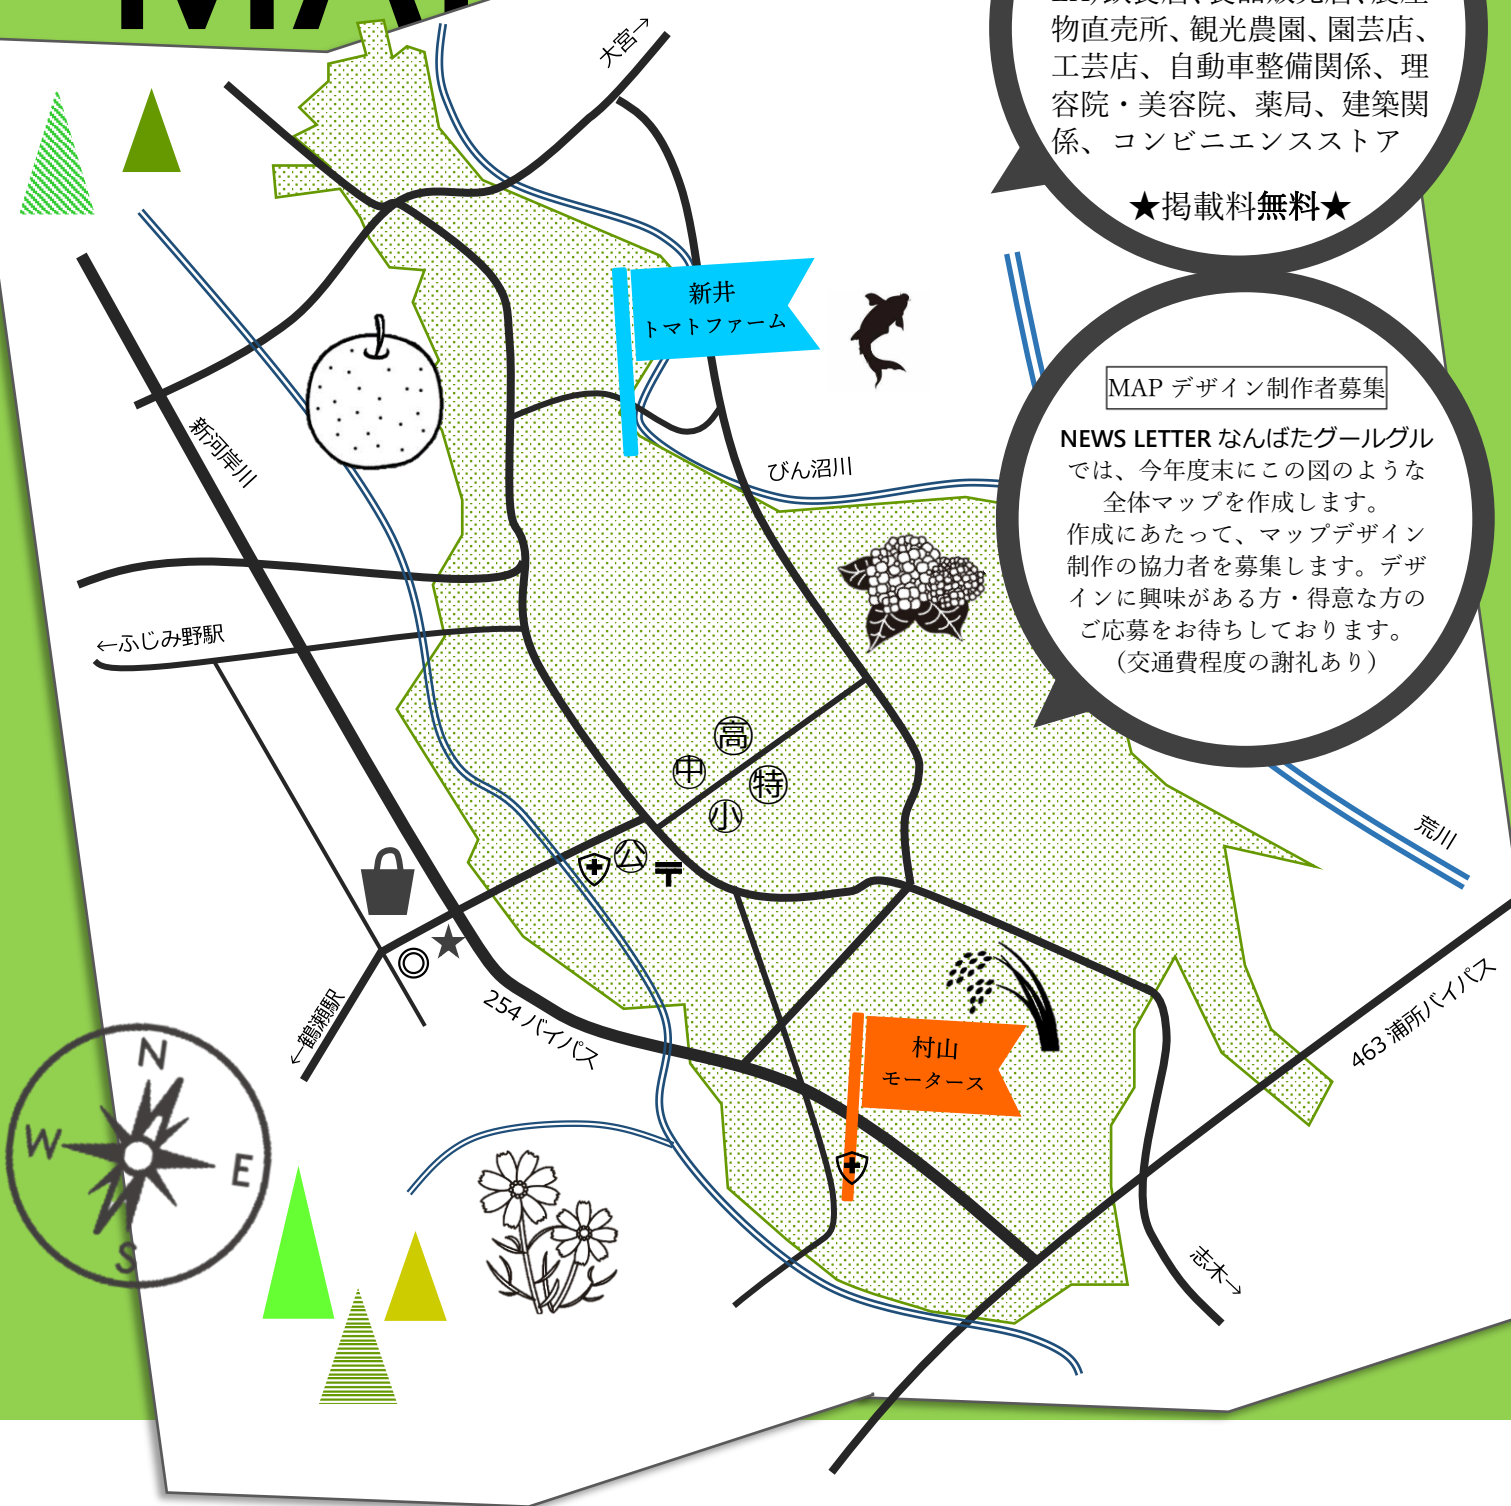 MAP
物直売所、観光農園、園芸店、
工芸店、自動車整備関係、理
容院・美容院、薬局、建築関
係、コンビニエンスストア
★掲載料無料★
大宮→
新井
トマトファーム
MAP デザイン制作者募集
NEWS LETTER なんばたグールグル
では、今年度末にこの図のような
全体マップを作成します。
作成にあたって、マップデザイン
制作の協力者を募集します。デザ
インに興味がある方・得意な方の
ご応募をお待ちしております。
（交通費程度の謝礼あり）
新河岸川
びん沼川
←ふじみ野駅
高
中
特
小
公
〒
荒川
←鶴瀬駅
254 バイパス
463 浦所バイパス
村山
モータース
志木→
N
W
E
S